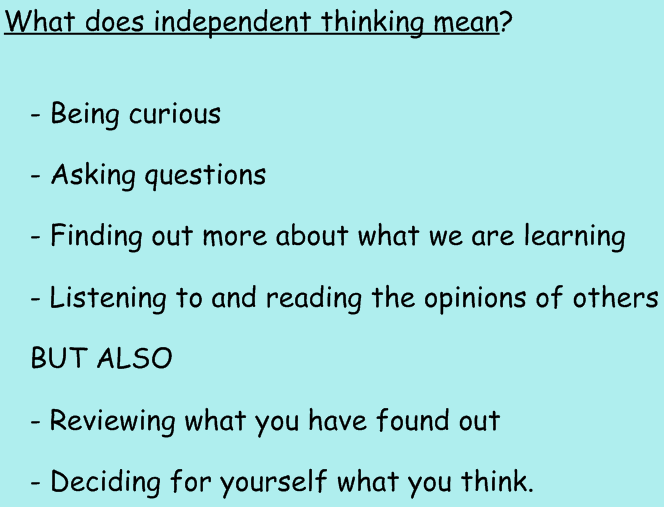 What does independent thinking mean?
- Being curious
- Asking questions
- Finding out more about what we are learning
- Listening to and reading the opinions of others
BUT ALSO
- Reviewing what you have found out
- Deciding for yourself what you think.